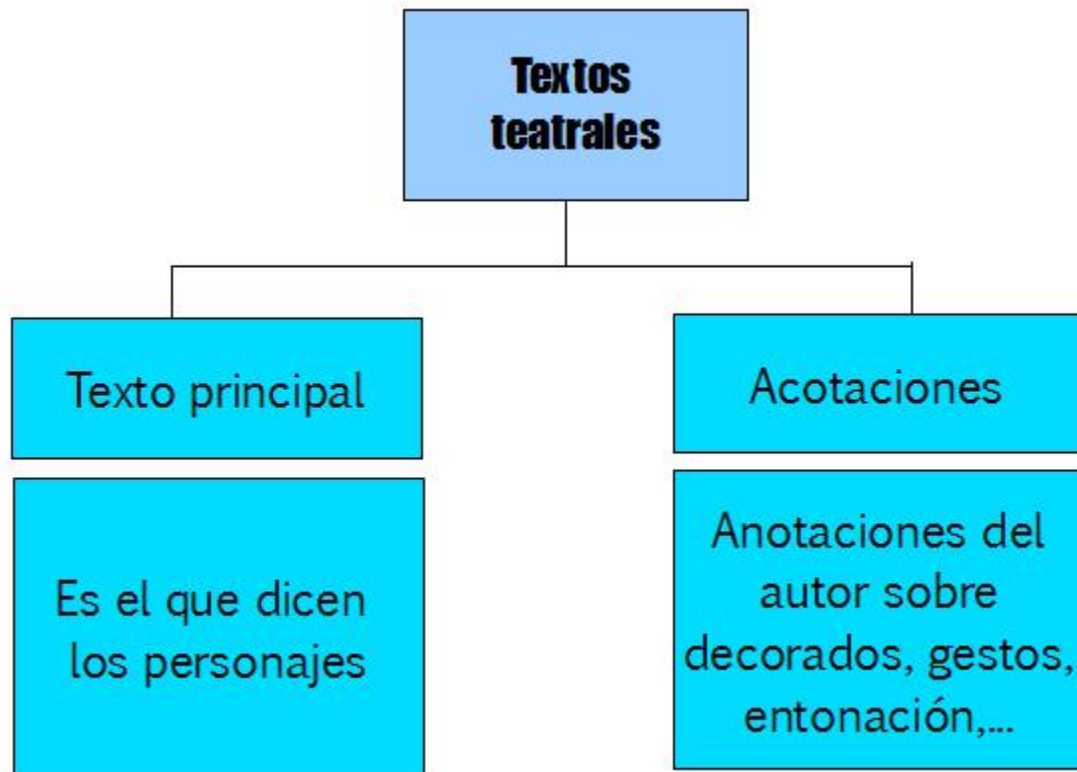 Textos
teatrales
Texto principal
Es el que dicen
los personajes
Acotaciones
Anotaciones del
autor sobre
decorados, gestos,
entonación,...